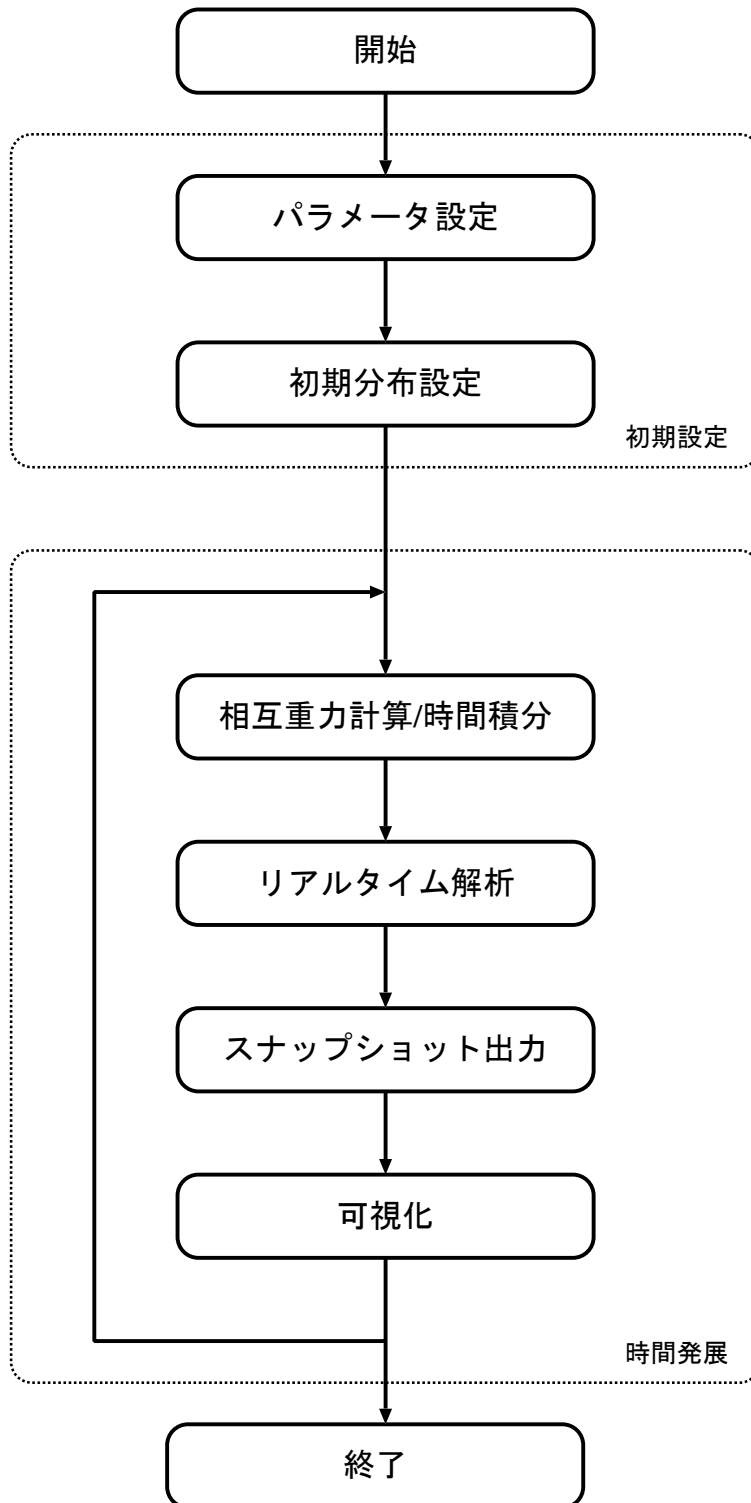 開始
パラメータ設定
初期分布設定
初期設定
相互重力計算/時間積分
リアルタイム解析
スナップショット出力
可視化
時間発展
終了